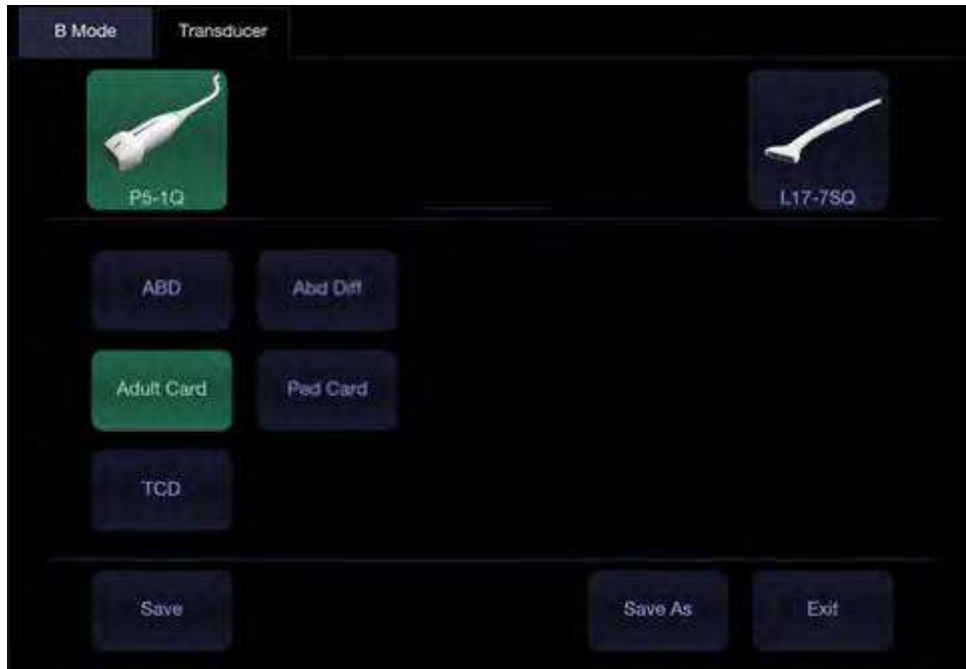 B Mode Transducer
P5-1Q L17-7SQ
ABD Abd Diff
Adult Card Ped Card
TCD
Save Save As Exit